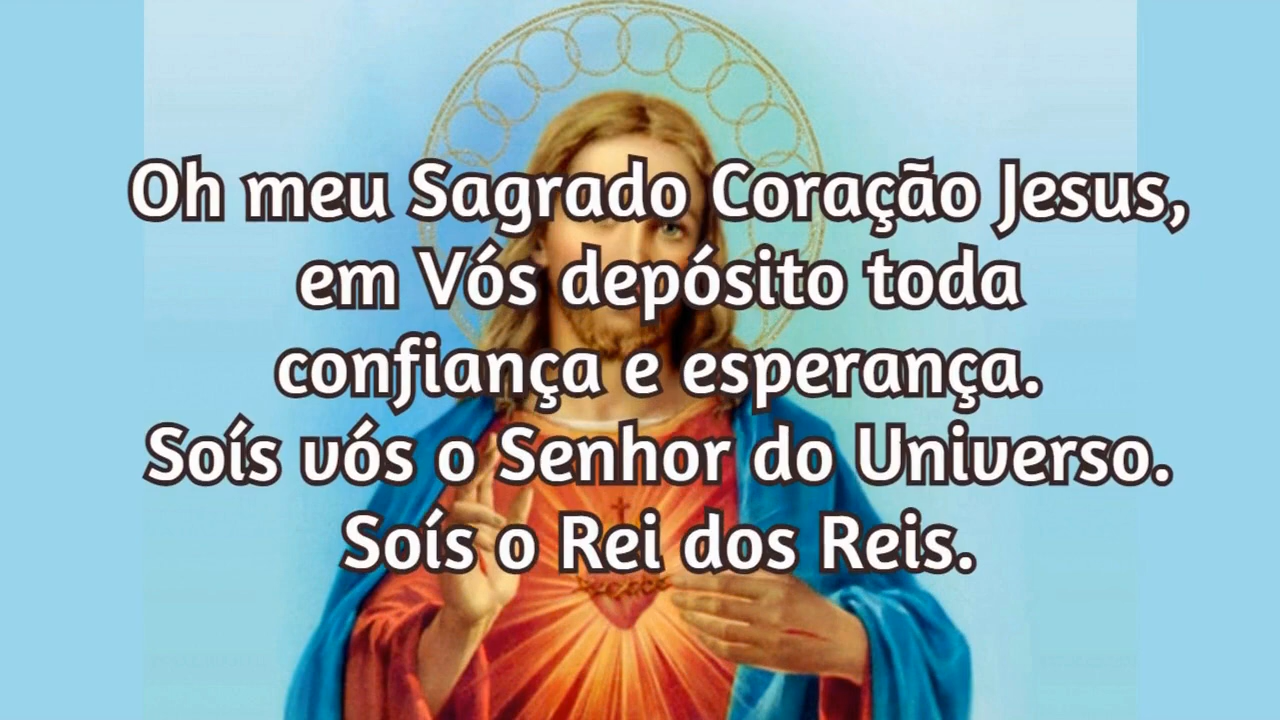 Oh meu Sagrado Coração Jesus,
em Vós depósito toda
confiança e esperança.
Soís vós o Senhor do Universo.
Soís o Rei dos Reis.